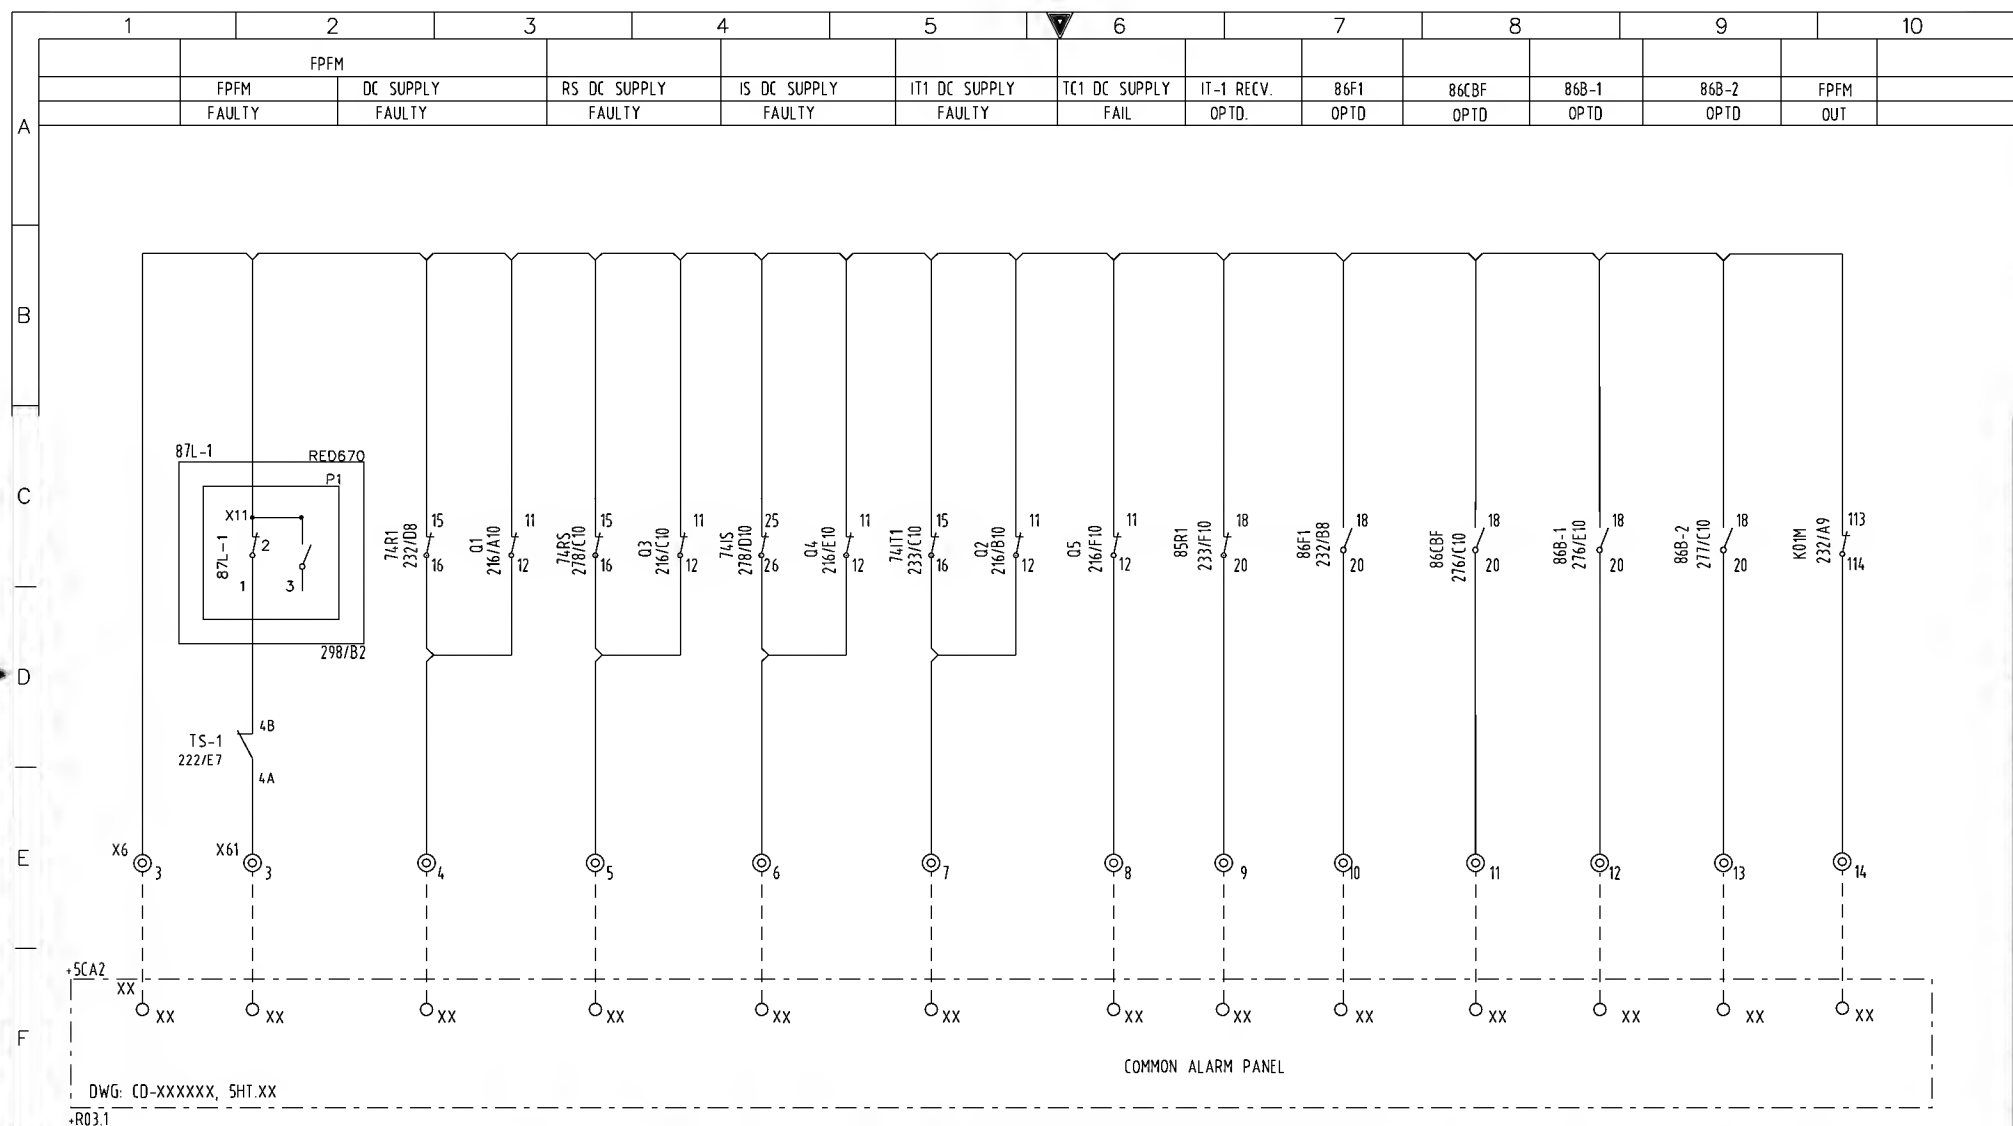 1 2 3 4 5 6 7 8 9 10
FPFM
FPFM DC SUPPLY RS DC SUPPLY IS DC SUPPLY IT1 DC SUPPLY TC1 DC SUPPLY IT-1 RECV. 86F1 86CBF 86B-1 86B-2 FPFM
FAULTY FAULTY FAULTY FAULTY FAULTY FAIL OPTD. OPTD OPTD OPTD OPTD OUT
A
B
C
D
E
F
87L-1 RED670
P1
X11
87L-1
2
1 3
298/B2
TS-1
222/E7
4B
4A
74R1
232/D8
15
16
Q1
216/A10
11
12
74RS
278/C10
15
16
Q3
216/C10
11
12
74IS
278/D10
25
26
Q4
216/E10
11
12
74IT1
233/C10
15
16
Q2
216/B10
11
12
Q5
216/F10
11
12
85R1
233/F10
18
20
86F1
232/B8
18
20
86CBF
276/C10
18
20
86B-1
276/E10
18
20
86B-2
277/C10
18
20
K01M
232/A9
113
114
X6 3 X61 3 4 5 6 7 8 9 10 11 12 13 14
+5CA2
XX
XX XX XX XX XX XX XX XX XX XX XX XX XX
COMMON ALARM PANEL
DWG: CD-XXXXXX, SHT.XX
+R03.1